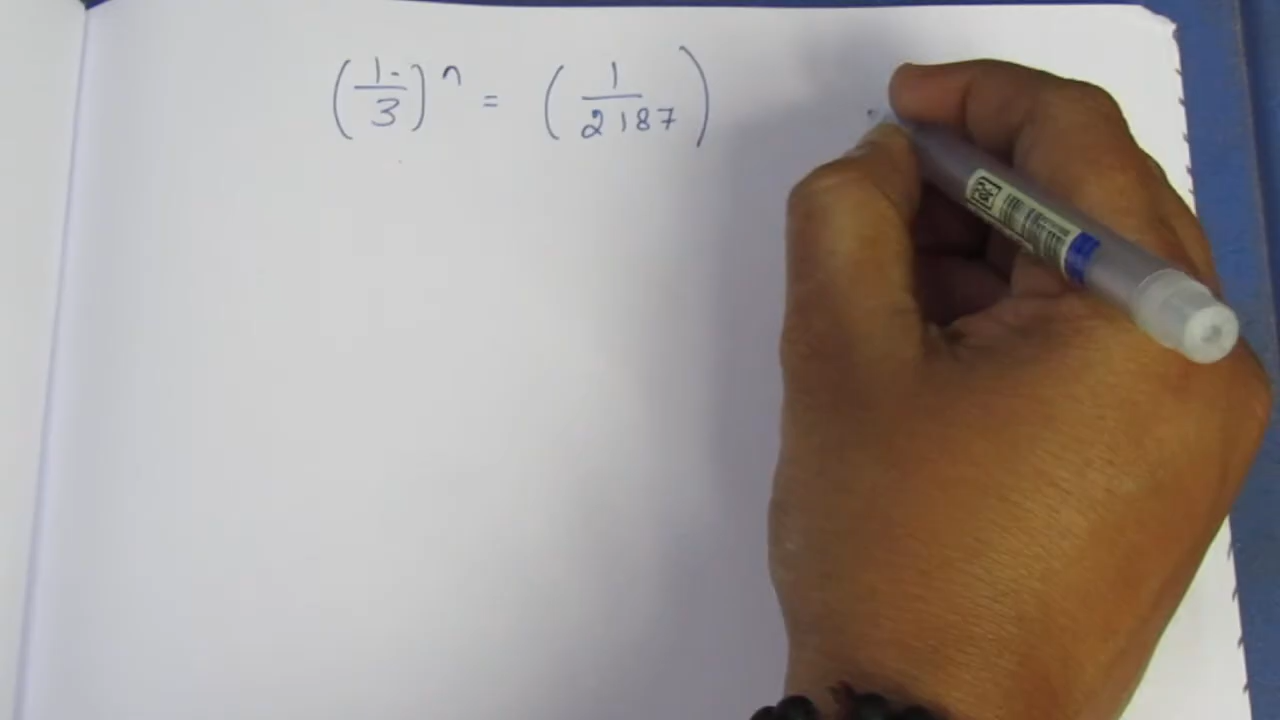 (1/3)^n = (1/2187)